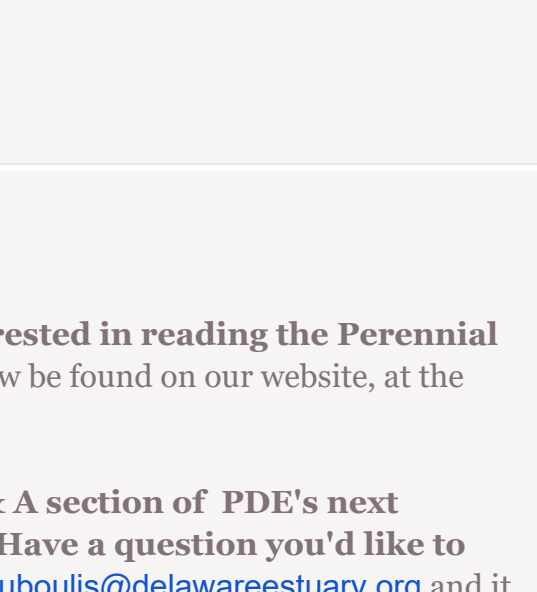 rested in reading the Perennial
w be found on our website, at the
A section of PDE's next
Have a question you'd like to
uboulis@delawareestuary.org and it